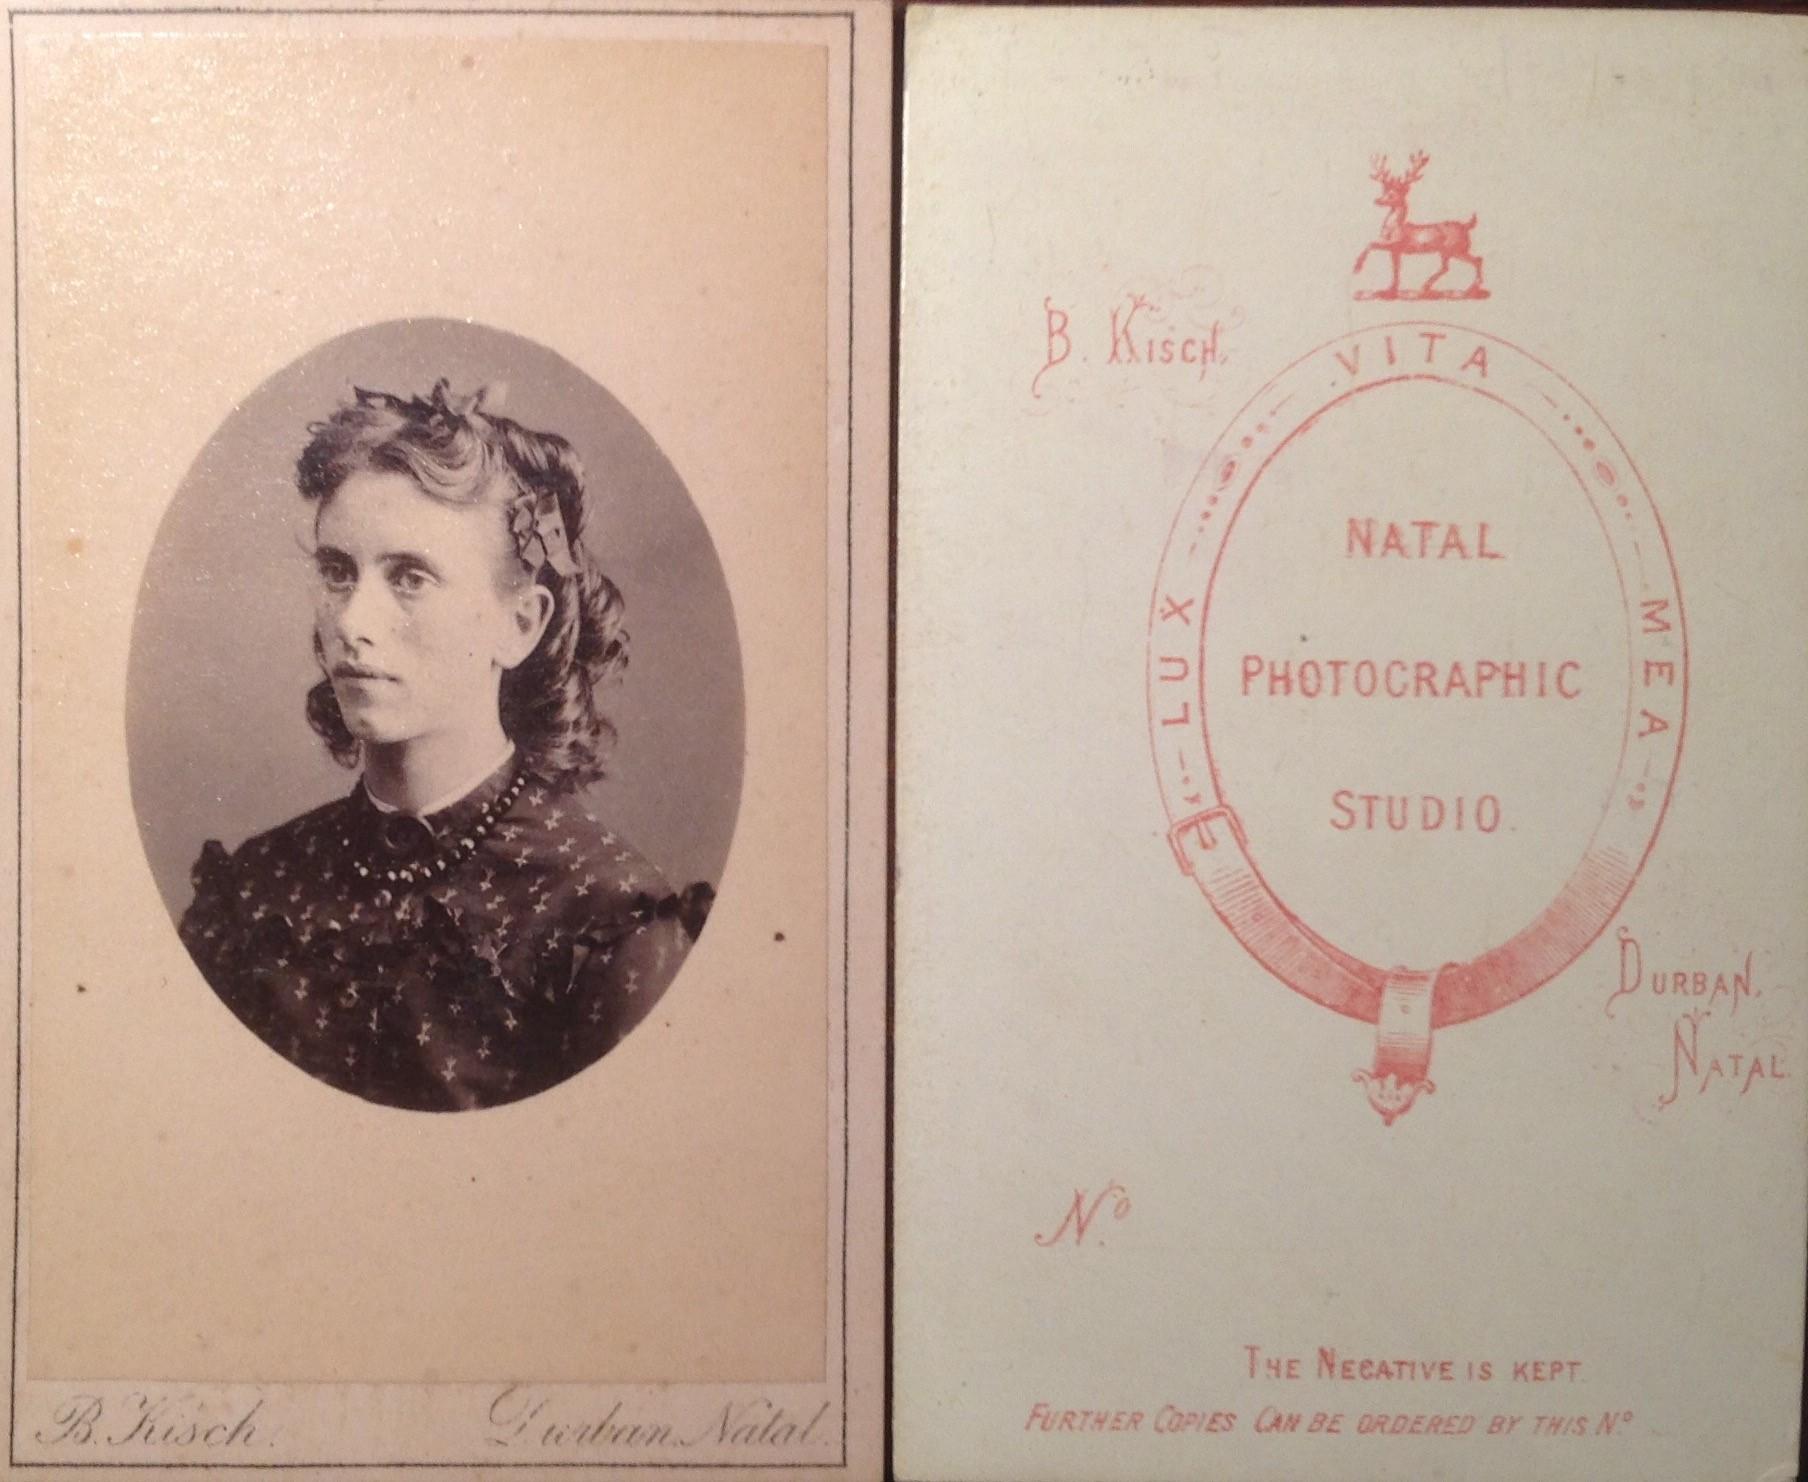 B. Kisch. Durban. Natal.
B. Kisch.
LUX VITA MEA
NATAL
PHOTOGRAPHIC
STUDIO.
DURBAN.
NATAL.
No.
THE NEGATIVE IS KEPT.
FURTHER COPIES CAN BE ORDERED BY THIS No